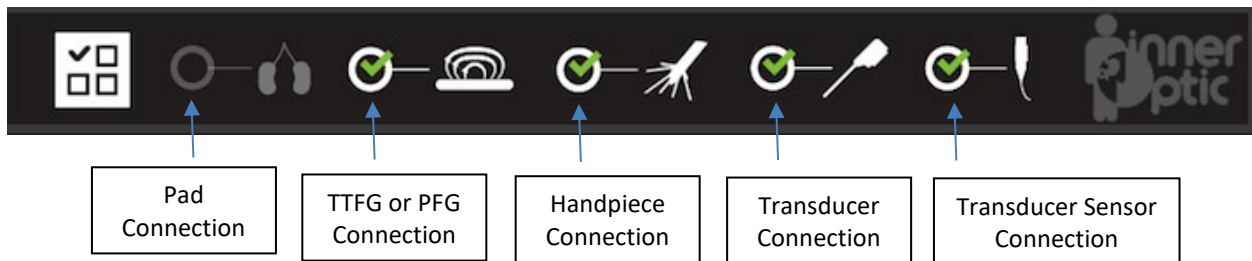 inner
optic
Pad
Connection
TTFG or PFG
Connection
Handpiece
Connection
Transducer
Connection
Transducer Sensor
Connection